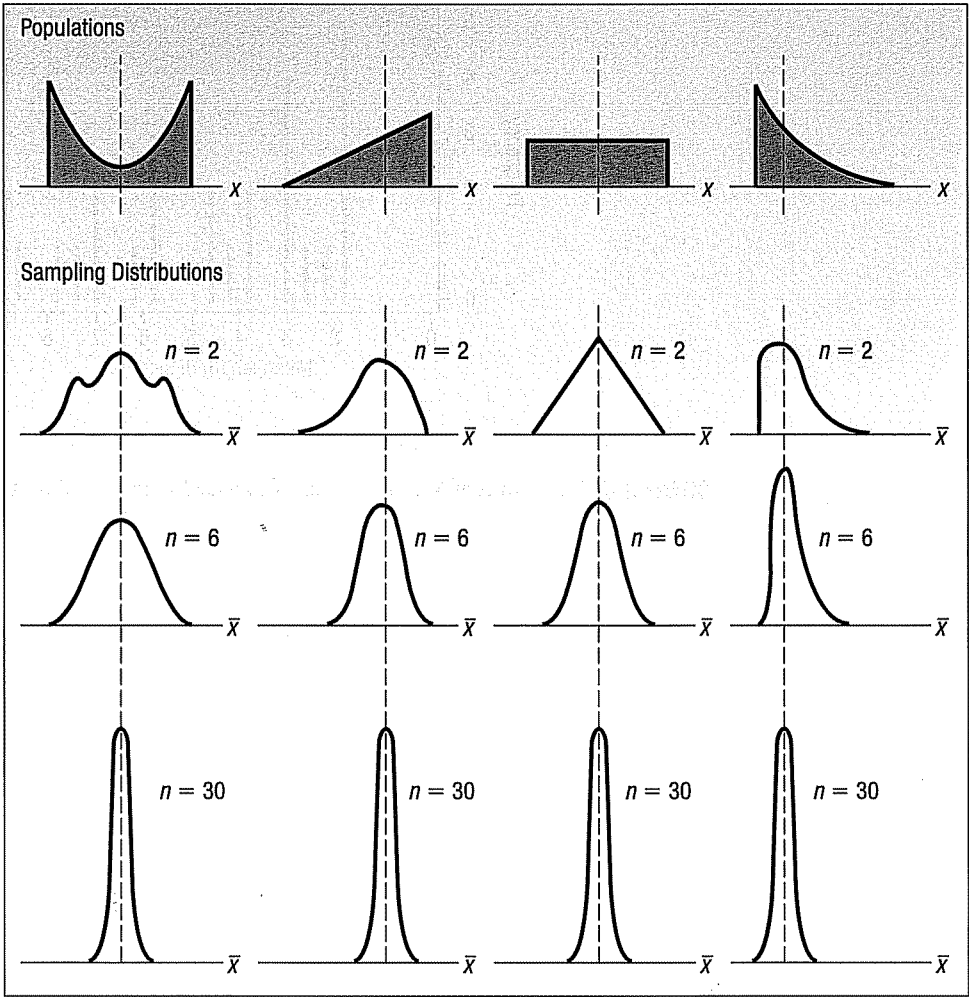 Populations
X X X X
Sampling Distributions
n = 2 n = 2 n = 2 n = 2
X̄ X̄ X̄ X̄
n = 6 n = 6 n = 6 n = 6
X̄ X̄ X̄ X̄
n = 30 n = 30 n = 30 n = 30
X̄ X̄ X̄ X̄